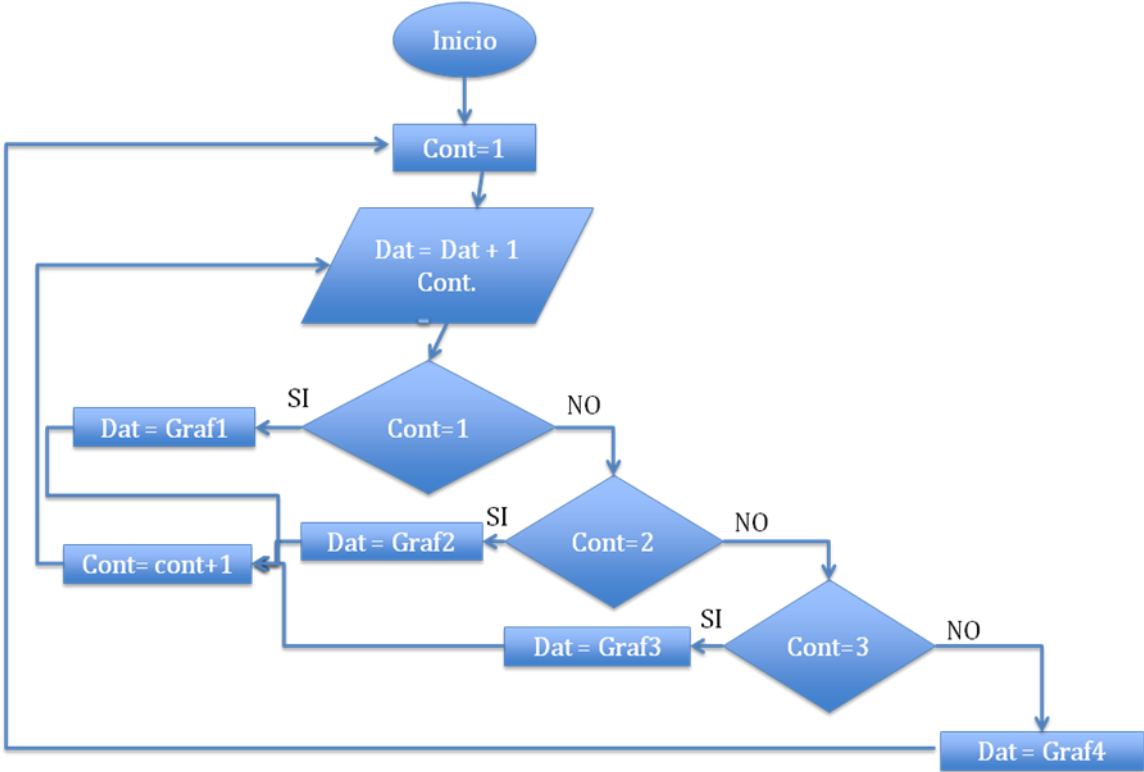 Inicio
Cont=1
Dat = Dat + 1
Cont.
SI
NO
Dat = Graf1
Cont=1
SI
NO
Dat = Graf2
Cont=2
Cont= cont+1
SI
NO
Dat = Graf3
Cont=3
Dat = Graf4